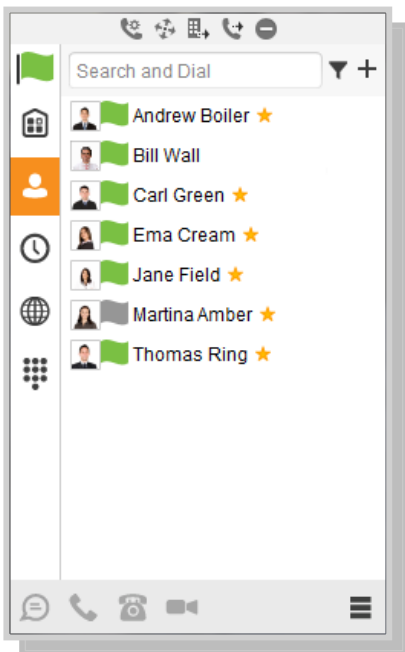 Search and Dial
Andrew Boiler
Bill Wall
Carl Green
Ema Cream
Jane Field
Martina Amber
Thomas Ring